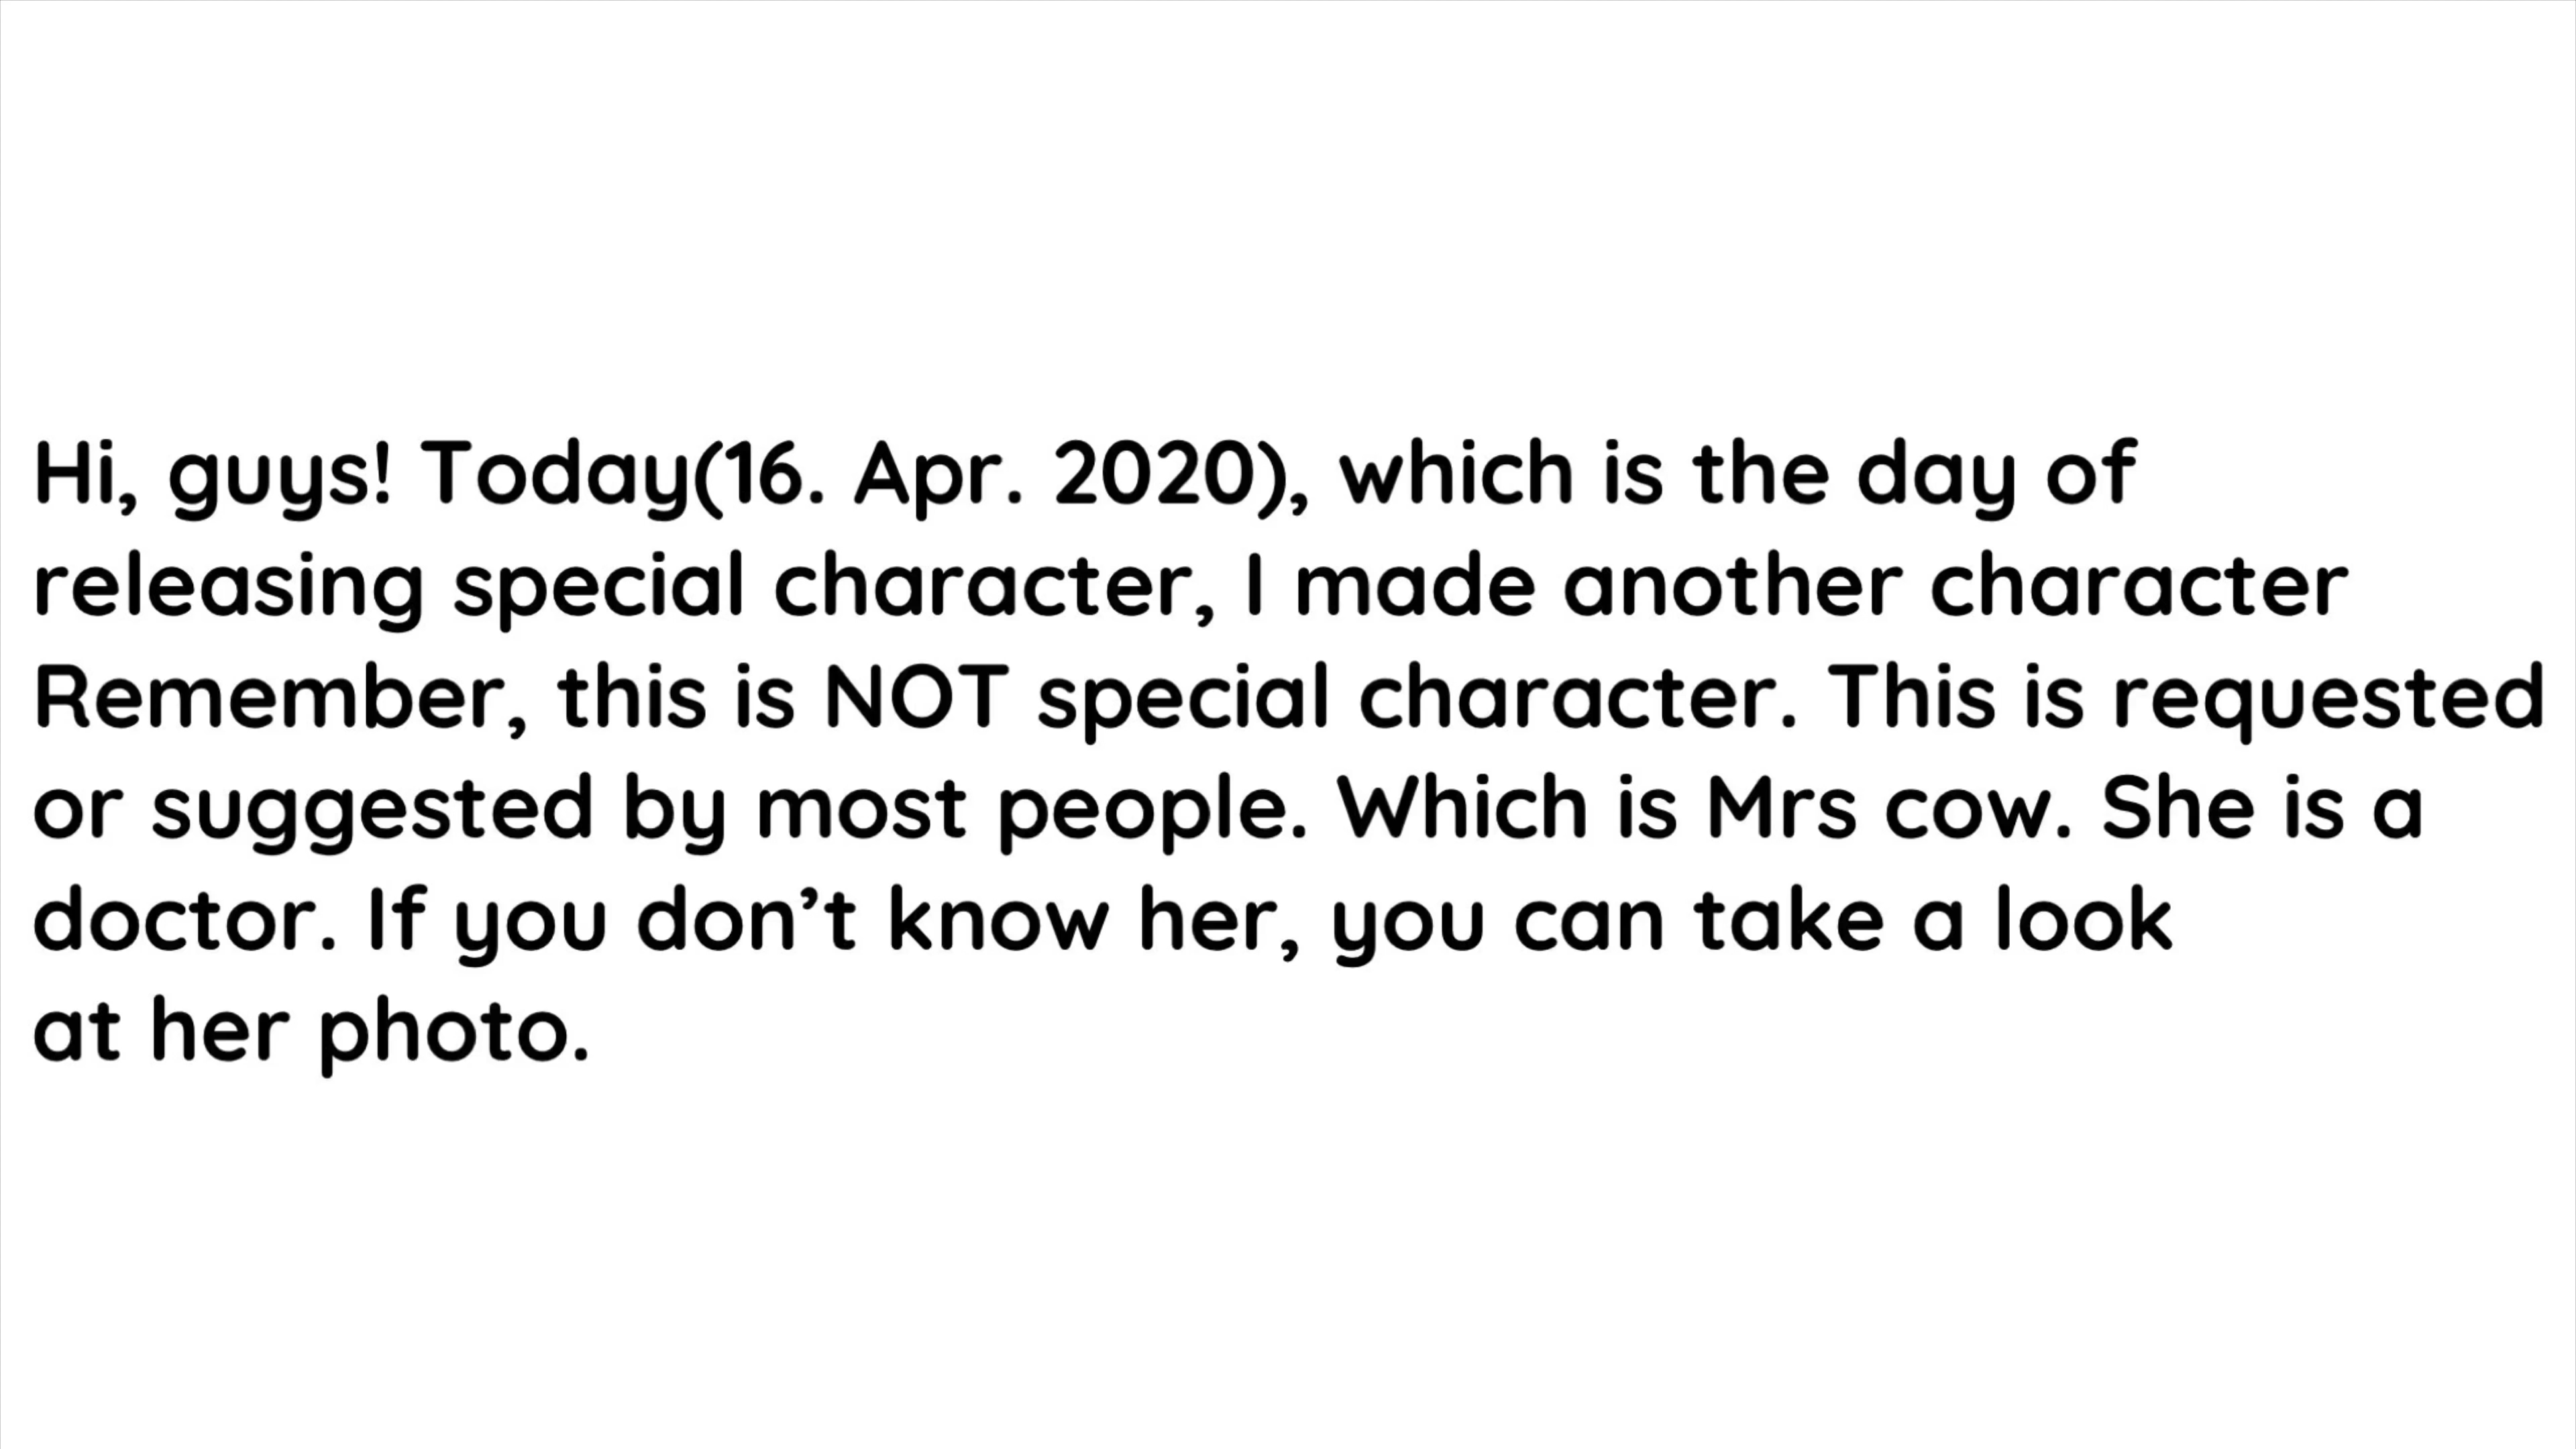 Hi, guys! Today(16. Apr. 2020), which is the day of
releasing special character, I made another character
Remember, this is NOT special character. This is requested
or suggested by most people. Which is Mrs cow. She is a
doctor. If you don’t know her, you can take a look
at her photo.